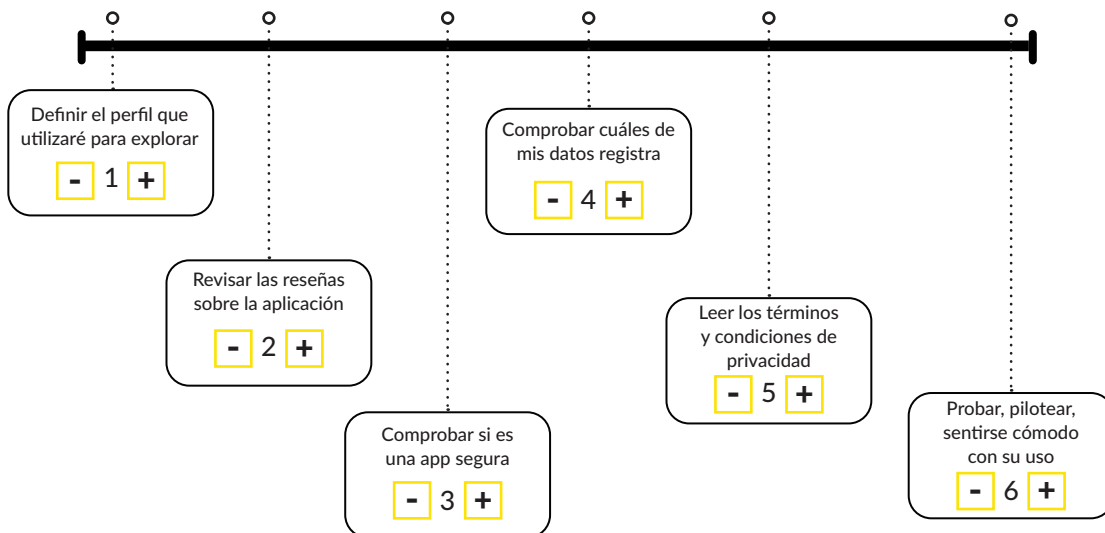 Definir el perfil que
utilizaré para explorar
- 1 +
Revisar las reseñas
sobre la aplicación
- 2 +
Comprobar si es
una app segura
- 3 +
Comprobar cuáles de
mis datos registra
- 4 +
Leer los términos
y condiciones de
privacidad
- 5 +
Probar, pilotear,
sentirse cómodo
con su uso
- 6 +